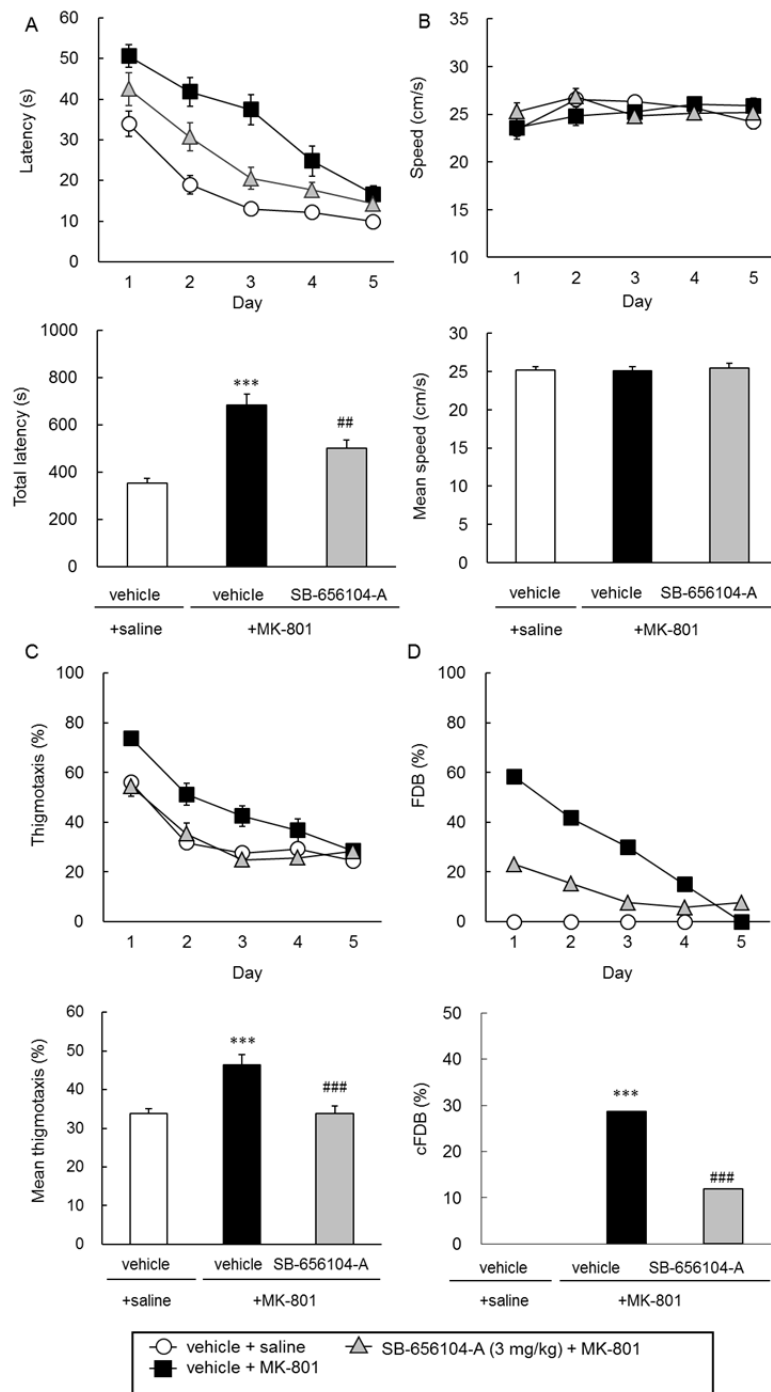 A
60
50
40
30
20
10
0
Latency (s)
1 2 3 4 5
Day
B
35
30
25
20
15
10
Speed (cm/s)
1 2 3 4 5
Day
1000
800
600
400
200
0
Total latency (s)
***
##
vehicle vehicle SB-656104-A
+saline +MK-801
30
25
20
15
10
5
0
Mean speed (cm/s)
vehicle vehicle SB-656104-A
+saline +MK-801
C
100
80
60
40
20
0
Thigmotaxis (%)
1 2 3 4 5
Day
D
100
80
60
40
20
0
FDB (%)
1 2 3 4 5
Day
60
50
40
30
20
10
0
Mean thigmotaxis (%)
***
###
vehicle vehicle SB-656104-A
+saline +MK-801
50
40
30
20
10
0
cFDB (%)
***
###
vehicle vehicle SB-656104-A
+saline +MK-801
vehicle + saline SB-656104-A (3 mg/kg) + MK-801
vehicle + MK-801